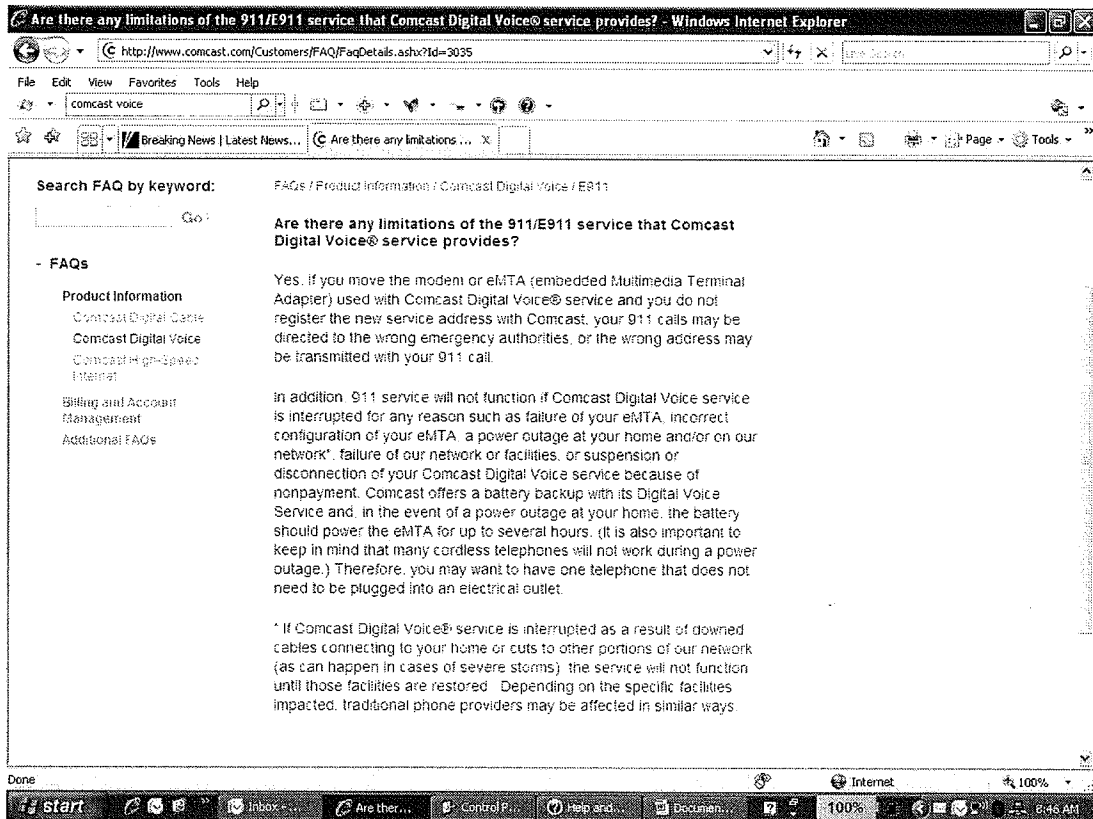 Are there any limitations of the 911/E911 service that Comcast Digital Voice® service provides? - Windows Internet Explorer
http://www.comcast.com/Customers/FAQ/FaqDetails.ashx?Id=3035
Live Search
File Edit View Favorites Tools Help
comcast voice
Breaking News | Latest News...
Are there any limitations ...
Page
Tools
Search FAQ by keyword:
Go
- FAQs
Product Information
Comcast Digital Cable
Comcast Digital Voice
Comcast High-Speed
Internet
Billing and Account
Management
Additional FAQs
FAQs / Product Information / Comcast Digital Voice / E911
Are there any limitations of the 911/E911 service that Comcast
Digital Voice® service provides?
Yes. If you move the modem or eMTA (embedded Multimedia Terminal
Adapter) used with Comcast Digital Voice® service and you do not
register the new service address with Comcast, your 911 calls may be
directed to the wrong emergency authorities, or the wrong address may
be transmitted with your 911 call.
In addition, 911 service will not function if Comcast Digital Voice service
is interrupted for any reason such as failure of your eMTA, incorrect
configuration of your eMTA, a power outage at your home and/or on our
network*, failure of our network or facilities, or suspension or
disconnection of your Comcast Digital Voice service because of
nonpayment. Comcast offers a battery backup with its Digital Voice
Service and, in the event of a power outage at your home, the battery
should power the eMTA for up to several hours. (It is also important to
keep in mind that many cordless telephones will not work during a power
outage.) Therefore, you may want to have one telephone that does not
need to be plugged into an electrical outlet.
* If Comcast Digital Voice® service is interrupted as a result of downed
cables connecting to your home or cuts to other portions of our network
(as can happen in cases of severe storms), the service will not function
until those facilities are restored. Depending on the specific facilities
impacted, traditional phone providers may be affected in similar ways.
Done
Internet
100%
start
Inbox - ...
Are ther...
Control P...
Help and...
Documen...
100%
8:46 AM